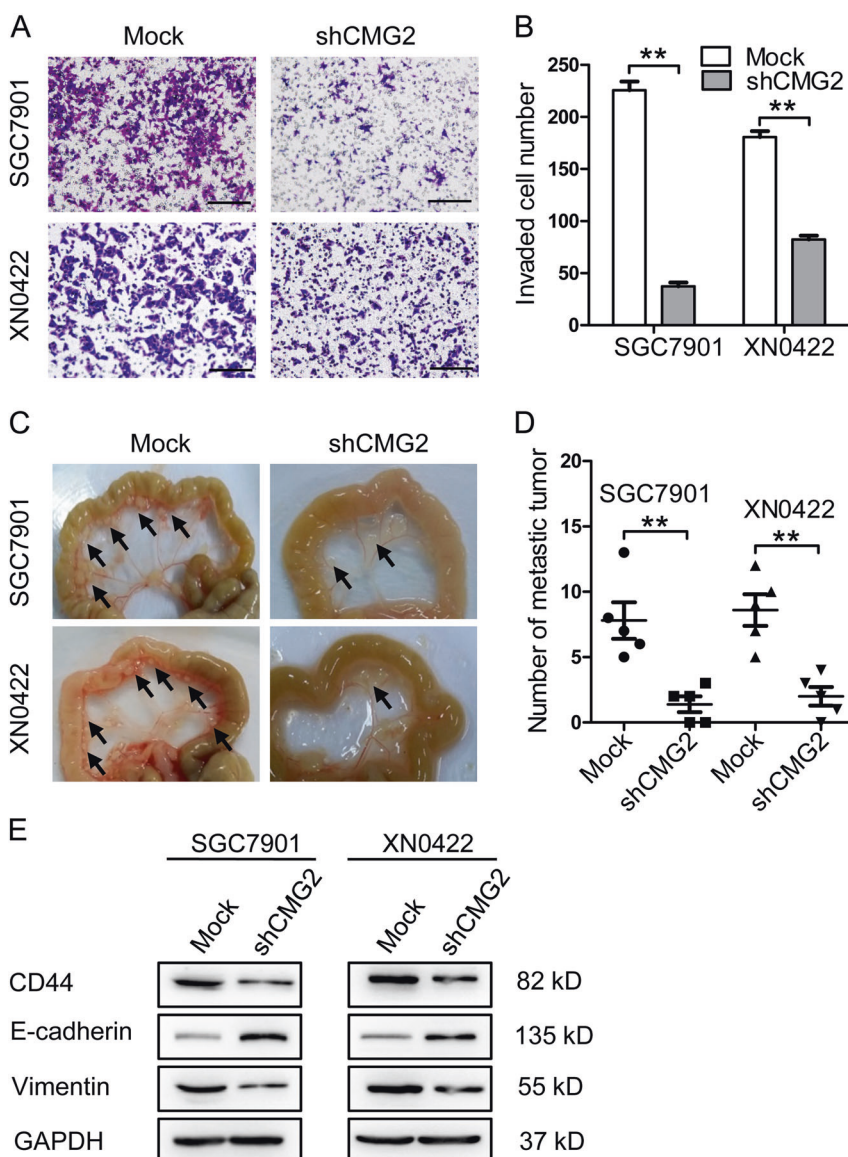 A
Mock
shCMG2
SGC7901
XN0422
B
Invaded cell number
250
200
150
100
50
0
**
**
Mock
shCMG2
SGC7901
XN0422
C
Mock
shCMG2
SGC7901
XN0422
D
Number of metastic tumor
20
15
10
5
0
SGC7901
**
XN0422
**
Mock
shCMG2
Mock
shCMG2
E
SGC7901
XN0422
Mock
shCMG2
Mock
shCMG2
CD44
82 kD
E-cadherin
135 kD
Vimentin
55 kD
GAPDH
37 kD